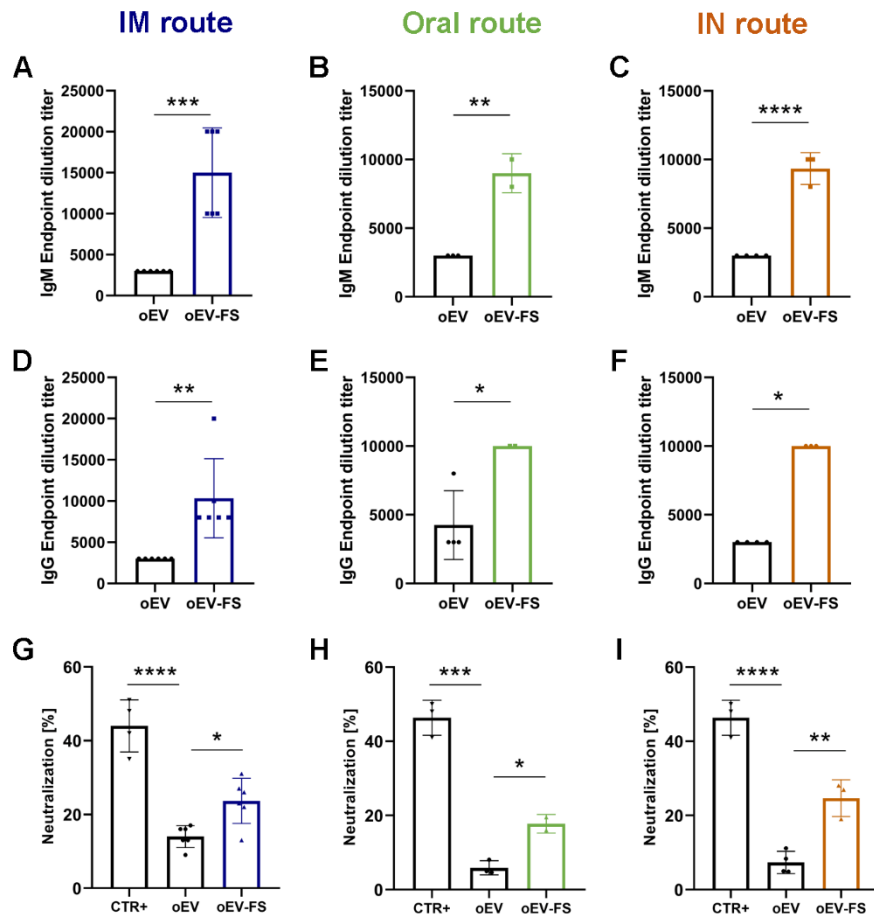 IM route Oral route IN route
A B C
IgM Endpoint dilution titer
25000
20000
15000
10000
5000
0
***
oEV oEV-FS
IgM Endpoint dilution titer
15000
10000
5000
0
**
oEV oEV-FS
IgM Endpoint dilution titer
15000
10000
5000
0
****
oEV oEV-FS
D E F
IgG Endpoint dilution titer
25000
20000
15000
10000
5000
0
**
oEV oEV-FS
IgG Endpoint dilution titer
15000
10000
5000
0
*
oEV oEV-FS
IgG Endpoint dilution titer
15000
10000
5000
0
*
oEV oEV-FS
G H I
Neutralization [%]
60
40
20
0
****
*
CTR+ oEV oEV-FS
Neutralization [%]
60
40
20
0
***
*
CTR+ oEV oEV-FS
Neutralization [%]
60
40
20
0
****
**
CTR+ oEV oEV-FS